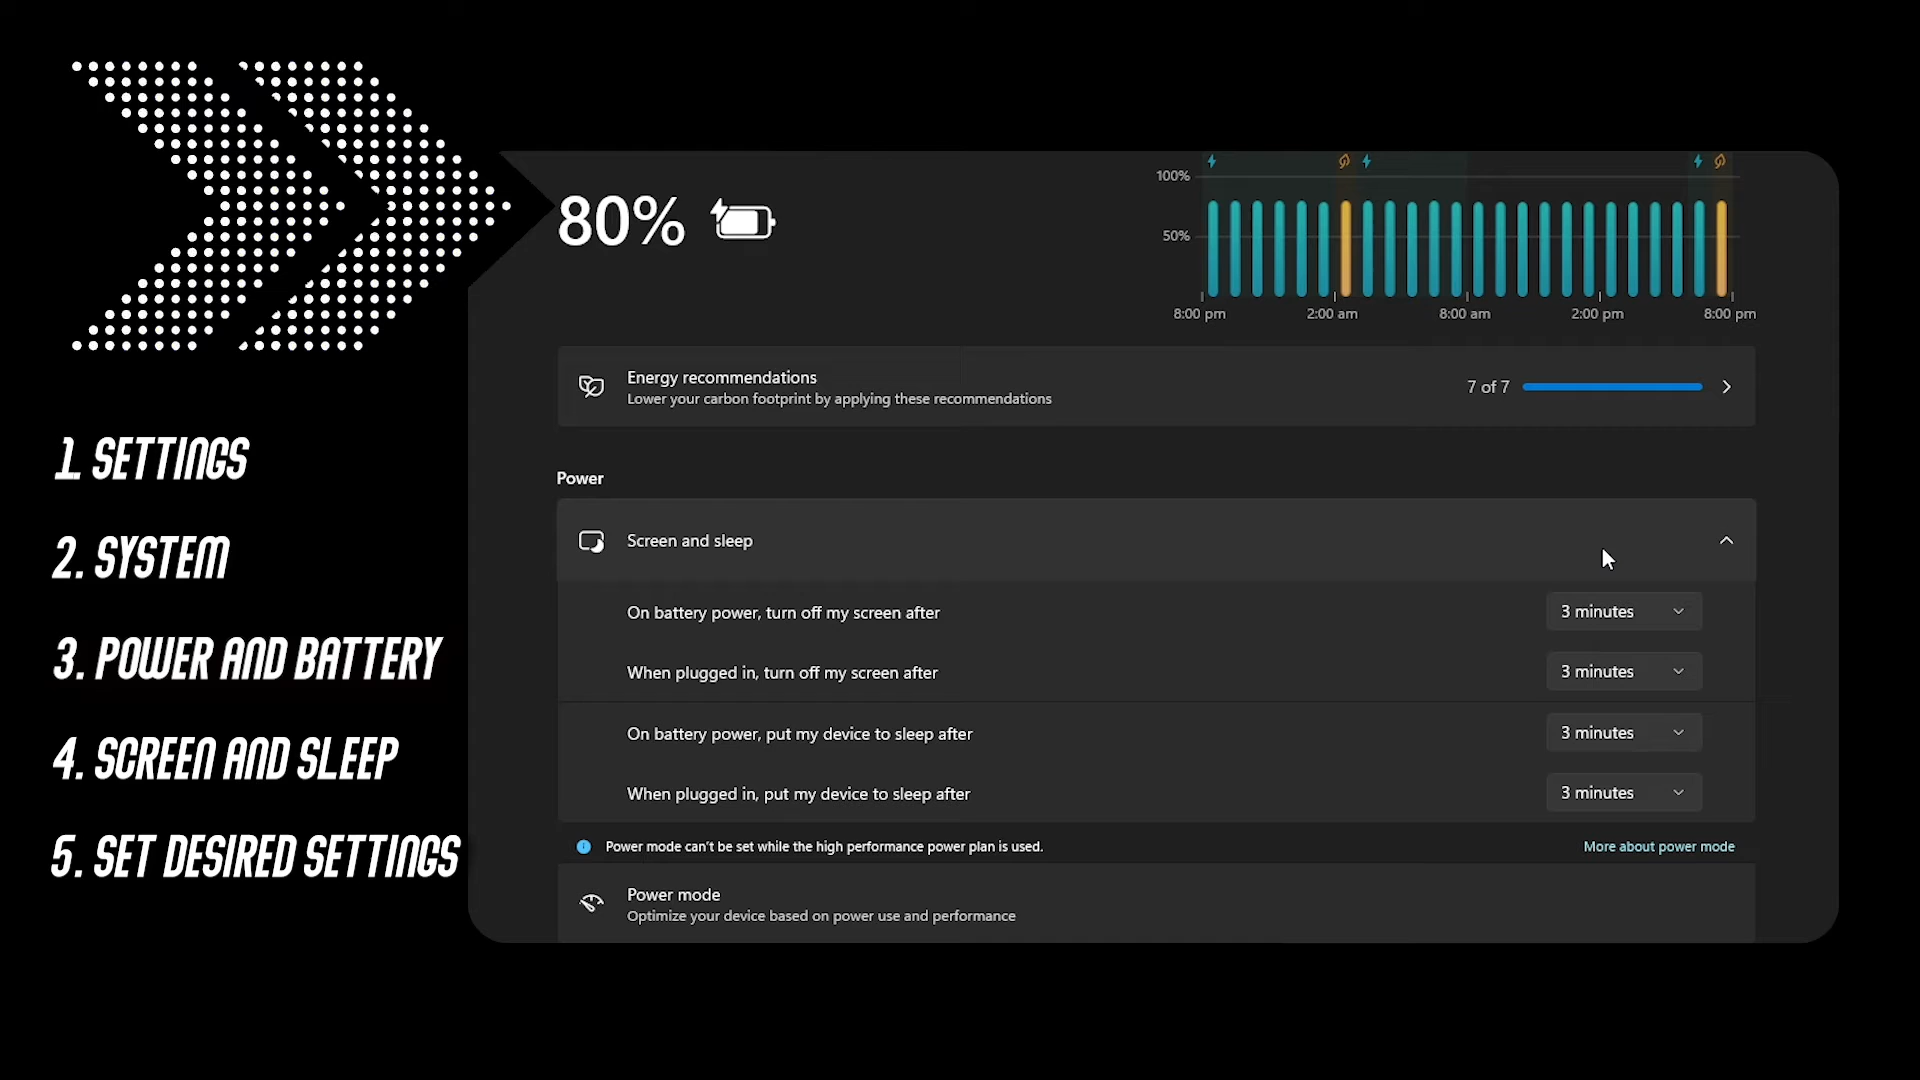 1. SETTINGS
2. SYSTEM
3. POWER AND BATTERY
4. SCREEN AND SLEEP
5. SET DESIRED SETTINGS
80%
100%
50%
8:00 pm 2:00 am 8:00 am 2:00 pm 8:00 pm
Energy recommendations
Lower your carbon footprint by applying these recommendations
7 of 7
Power
Screen and sleep
On battery power, turn off my screen after 3 minutes
When plugged in, turn off my screen after 3 minutes
On battery power, put my device to sleep after 3 minutes
When plugged in, put my device to sleep after 3 minutes
Power mode can't be set while the high performance power plan is used. More about power mode
Power mode
Optimize your device based on power use and performance